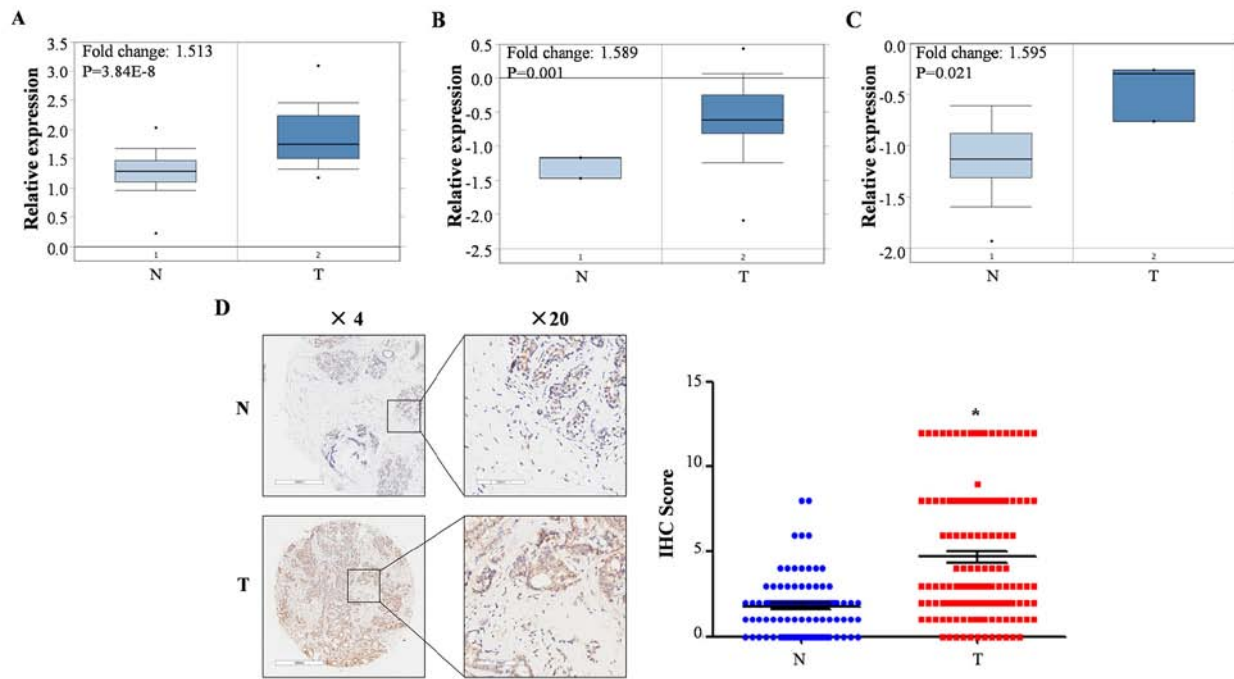 A
Relative expression
3.5
3.0
2.5
2.0
1.5
1.0
0.5
0.0
Fold change: 1.513
P=3.84E-8
1
2
N
T
B
Relative expression
0.5
0.0
-0.5
-1.0
-1.5
-2.0
-2.5
Fold change: 1.589
P=0.001
1
2
N
T
C
Relative expression
0.0
-0.5
-1.0
-1.5
-2.0
Fold change: 1.595
P=0.021
1
2
N
T
D
× 4
×20
N
T
IHC Score
15
10
5
0
*
N
T